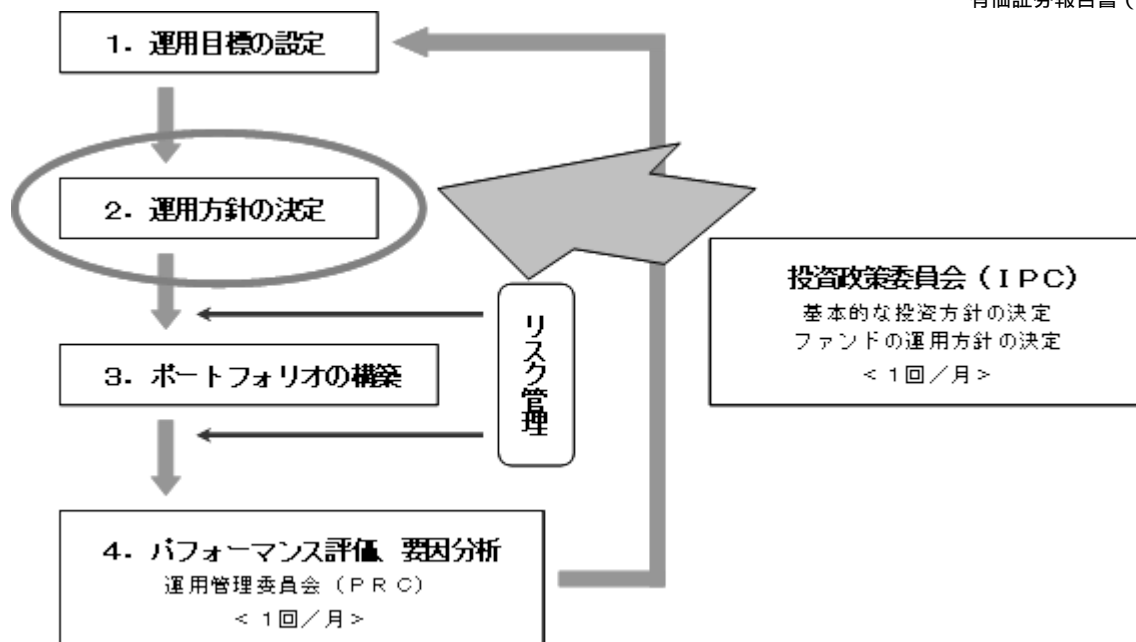 有価証券報告書（
1．運用目標の設定
2．運用方針の決定
投資政策委員会（ＩＰＣ）
基本的な投資方針の決定
ファンドの運用方針の決定
＜１回／月＞
リスク管理
3．ポートフォリオの構築
4．パフォーマンス評価、要因分析
運用管理委員会（ＰＲＣ）
＜１回／月＞